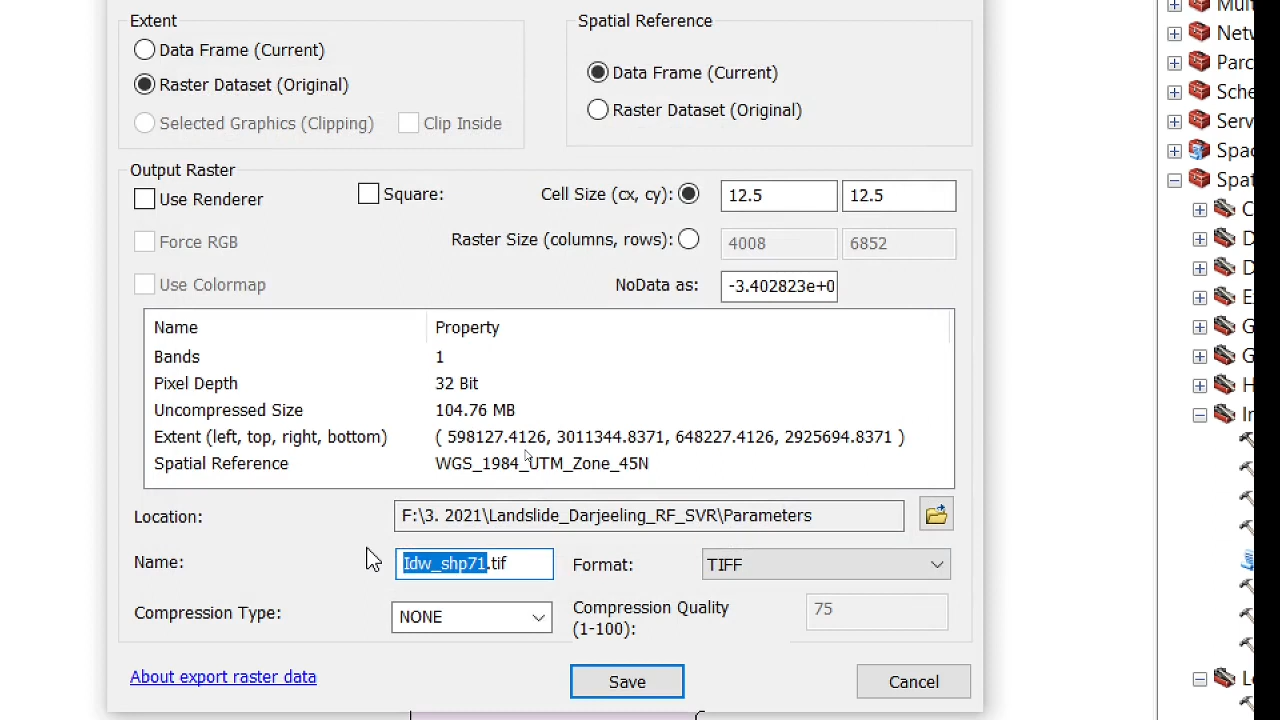 Extent
Spatial Reference
Data Frame (Current)
Raster Dataset (Original)
Selected Graphics (Clipping)
Clip Inside
Data Frame (Current)
Raster Dataset (Original)
Output Raster
Use Renderer
Square:
Cell Size (cx, cy):
12.5
12.5
Force RGB
Raster Size (columns, rows):
4008
6852
Use Colormap
NoData as:
-3.402823e+0
Name Property
Bands 1
Pixel Depth 32 Bit
Uncompressed Size 104.76 MB
Extent (left, top, right, bottom) ( 598127.4126, 3011344.8371, 648227.4126, 2925694.8371 )
Spatial Reference WGS_1984_UTM_Zone_45N
Location:
F:\3. 2021\Landslide_Darjeeling_RF_SVR\Parameters
Name:
Idw_shp71.tif
Format:
TIFF
Compression Type:
NONE
Compression Quality
(1-100):
75
About export raster data
Save
Cancel
Netw
Parc
Sche
Serv
Spac
Spat
C
D
D
E
G
G
H